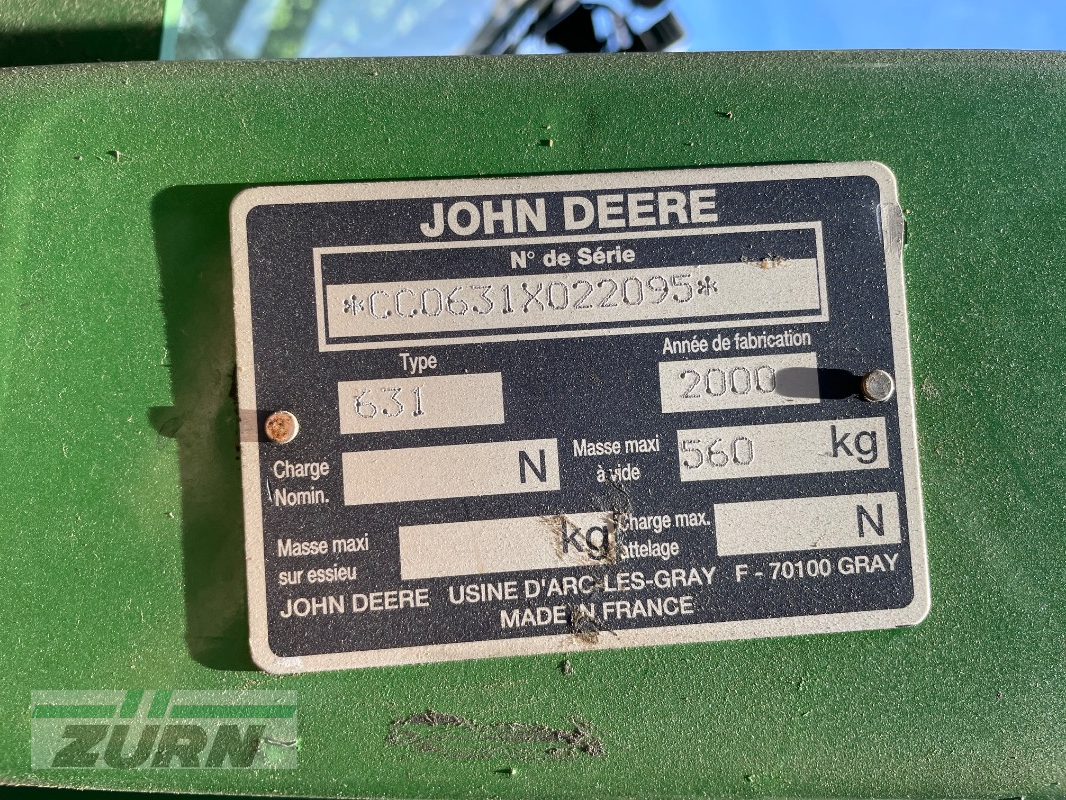 JOHN DEERE
N° de Série
*CC0631X022095*
Type
631
Année de fabrication
2000
Charge Nomin.
N
Masse maxi à vide
560 kg
Masse maxi sur essieu
kg
Charge max. attelage
N
JOHN DEERE USINE D'ARC-LES-GRAY F - 70100 GRAY
MADE IN FRANCE
ZÜRN